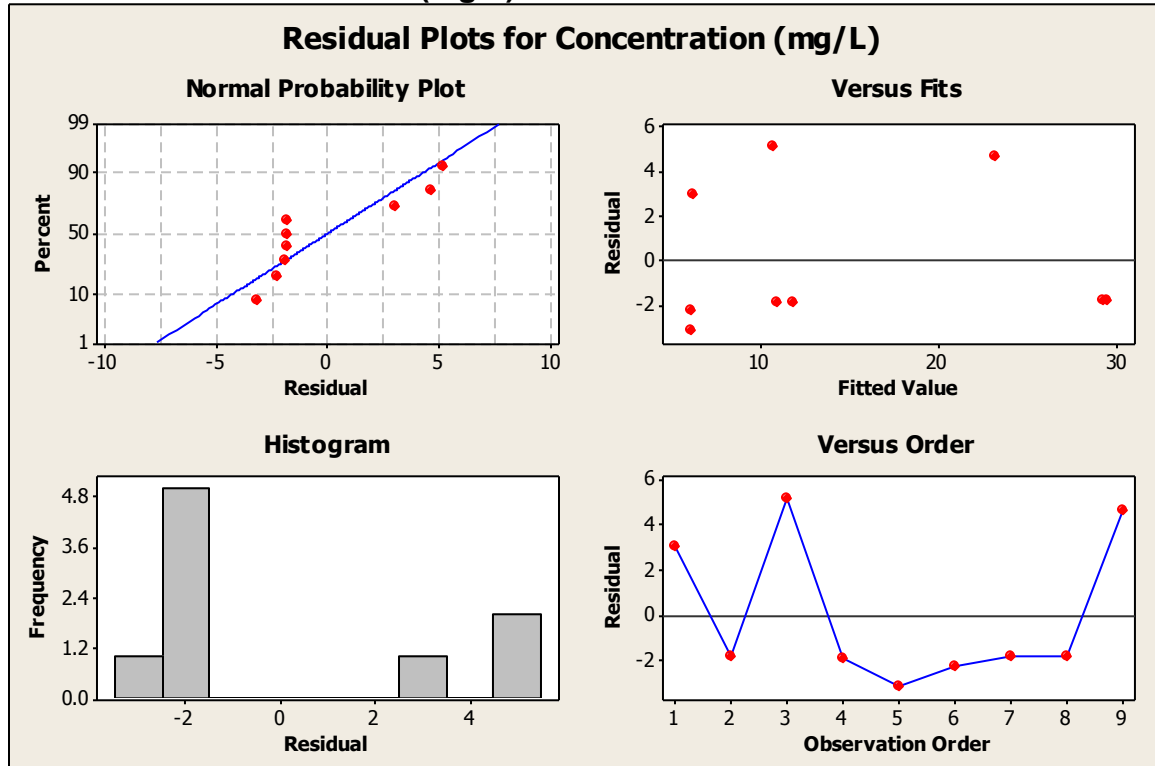 Residual Plots for Concentration (mg/L)
Normal Probability Plot
99
90
50
10
1
Percent
-10 -5 0 5 10
Residual
Versus Fits
6
4
2
0
-2
Residual
10 20 30
Fitted Value
Histogram
4.8
3.6
2.4
1.2
0.0
Frequency
-2 0 2 4
Residual
Versus Order
6
4
2
0
-2
Residual
1 2 3 4 5 6 7 8 9
Observation Order